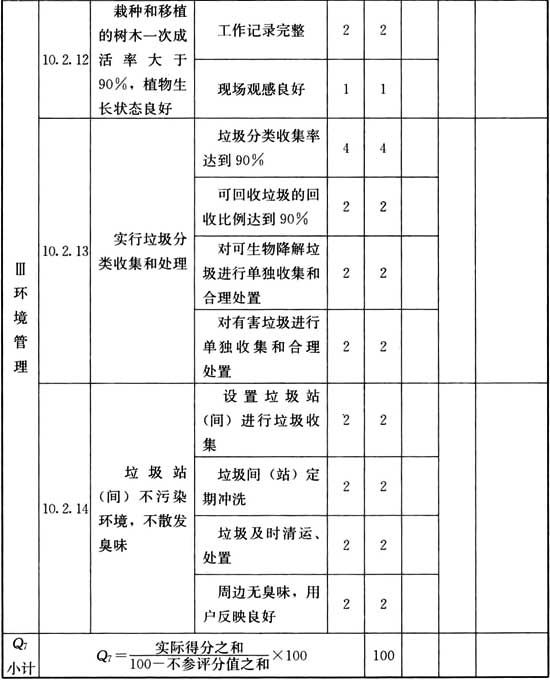 Ⅲ
环
境
管
理
10.2.12
栽种和移植
的树木一次成
活率大于
90%，植物生
长状态良好
工作记录完整 2 2
现场观感良好 1 1
10.2.13
实行垃圾分
类收集和处理
垃圾分类收集率
达到90%
4 4
可回收垃圾的回
收比例达到90%
2 2
对可生物降解垃
圾进行单独收集和
合理处置
2 2
对有害垃圾进行
单独收集和合理
处置
2 2
10.2.14
垃圾站
（间）不污染
环境，不散发
臭味
设置垃圾站
（间）进行垃圾收
集
2 2
垃圾间（站）定
期冲洗
2 2
垃圾及时清运、
处置
2 2
周边无臭味，用
户反映良好
2 2
Q₇
小计
Q₇=实际得分之和/100－不参评分值之和×100
100